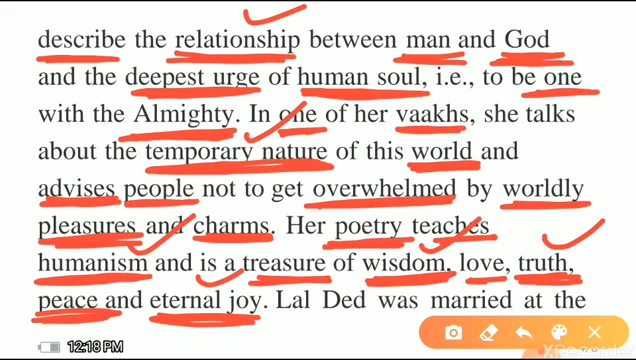 describe the relationship between man and God
and the deepest urge of human soul, i.e., to be one
with the Almighty. In one of her vaakhs, she talks
about the temporary nature of this world and
advises people not to get overwhelmed by worldly
pleasures and charms. Her poetry teaches
humanism and is a treasure of wisdom, love, truth,
peace and eternal joy. Lal Ded was married at the
12:18 PM
XRecorder